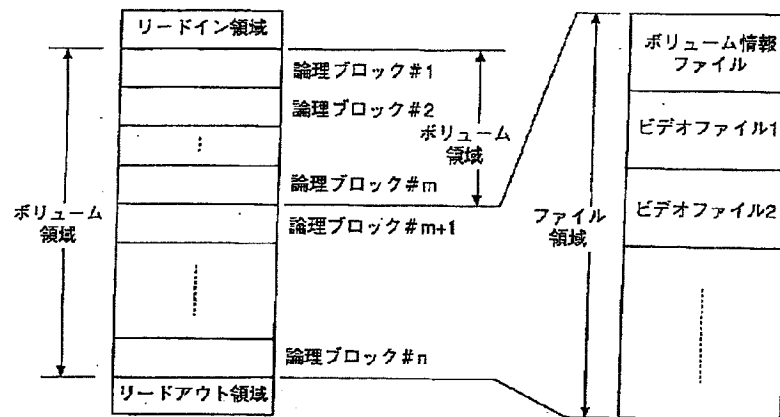 リードイン領域
論理ブロック#1
論理ブロック#2
ボリューム
領域
論理ブロック#m
論理ブロック#m+1
ボリューム
領域
論理ブロック#n
リードアウト領域
ファイル
領域
ボリューム情報
ファイル
ビデオファイル1
ビデオファイル2